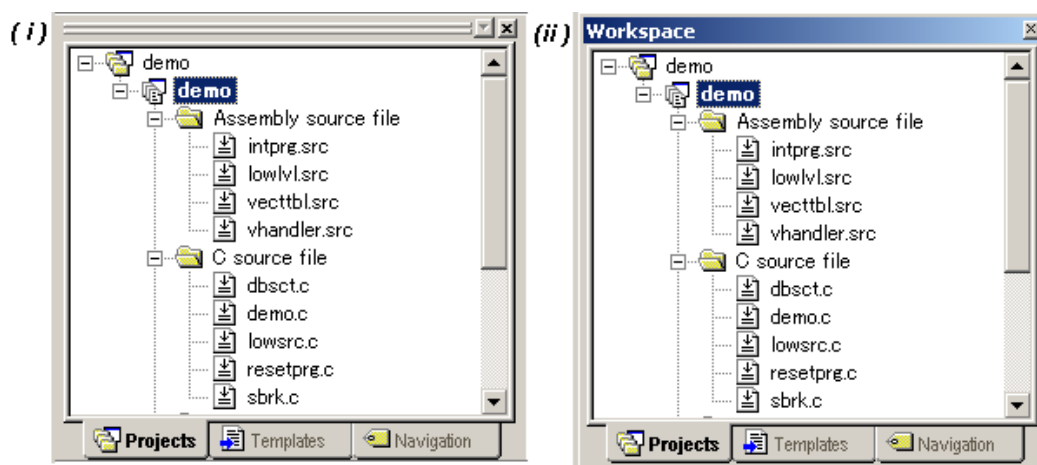 (i)
demo
demo
Assembly source file
intprg.src
lowlvl.src
vecttbl.src
vhandler.src
C source file
dbsct.c
demo.c
lowsrc.c
resetprg.c
sbrk.c
Projects Templates Navigation
(ii) Workspace
demo
demo
Assembly source file
intprg.src
lowlvl.src
vecttbl.src
vhandler.src
C source file
dbsct.c
demo.c
lowsrc.c
resetprg.c
sbrk.c
Projects Templates Navigation